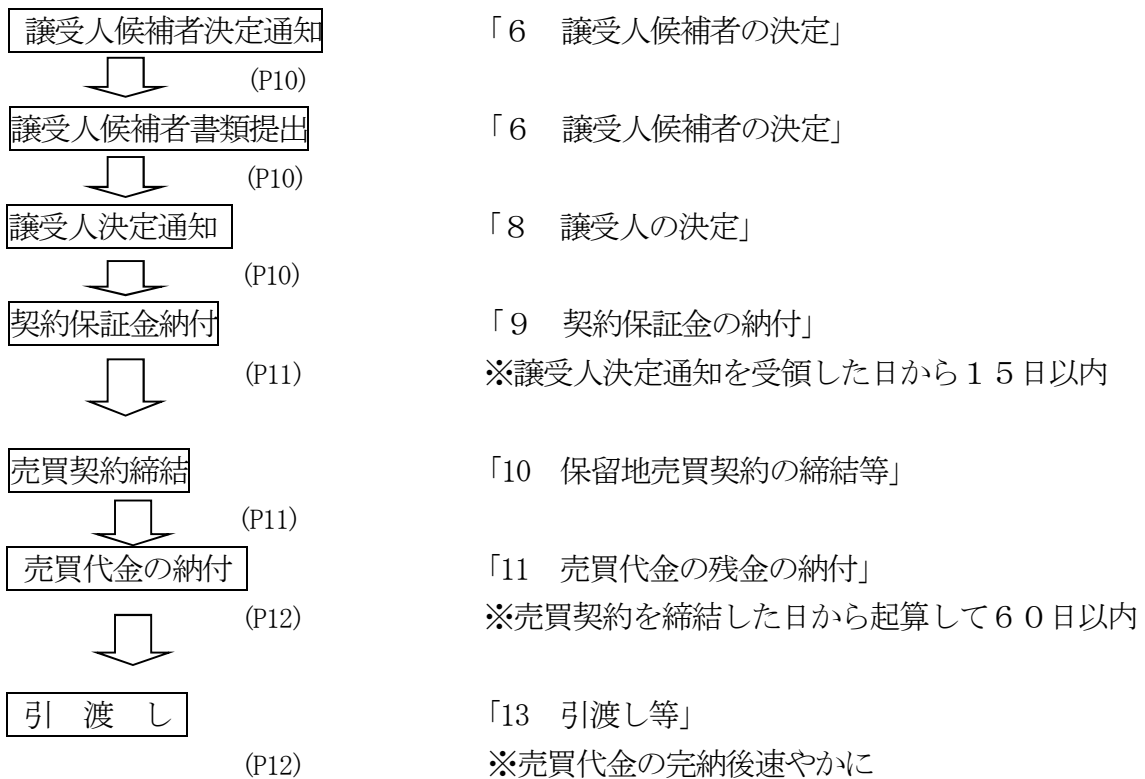 譲受人候補者決定通知　「６　譲受人候補者の決定」
(P10)
譲受人候補者書類提出　「６　譲受人候補者の決定」
(P10)
譲受人決定通知　「８　譲受人の決定」
(P10)
契約保証金納付　「９　契約保証金の納付」
(P11)　※譲受人決定通知を受領した日から１５日以内
売買契約締結　「10　保留地売買契約の締結等」
(P11)
売買代金の納付　「11　売買代金の残金の納付」
(P12)　※売買契約を締結した日から起算して６０日以内
引　渡　し　「13　引渡し等」
(P12)　※売買代金の完納後速やかに